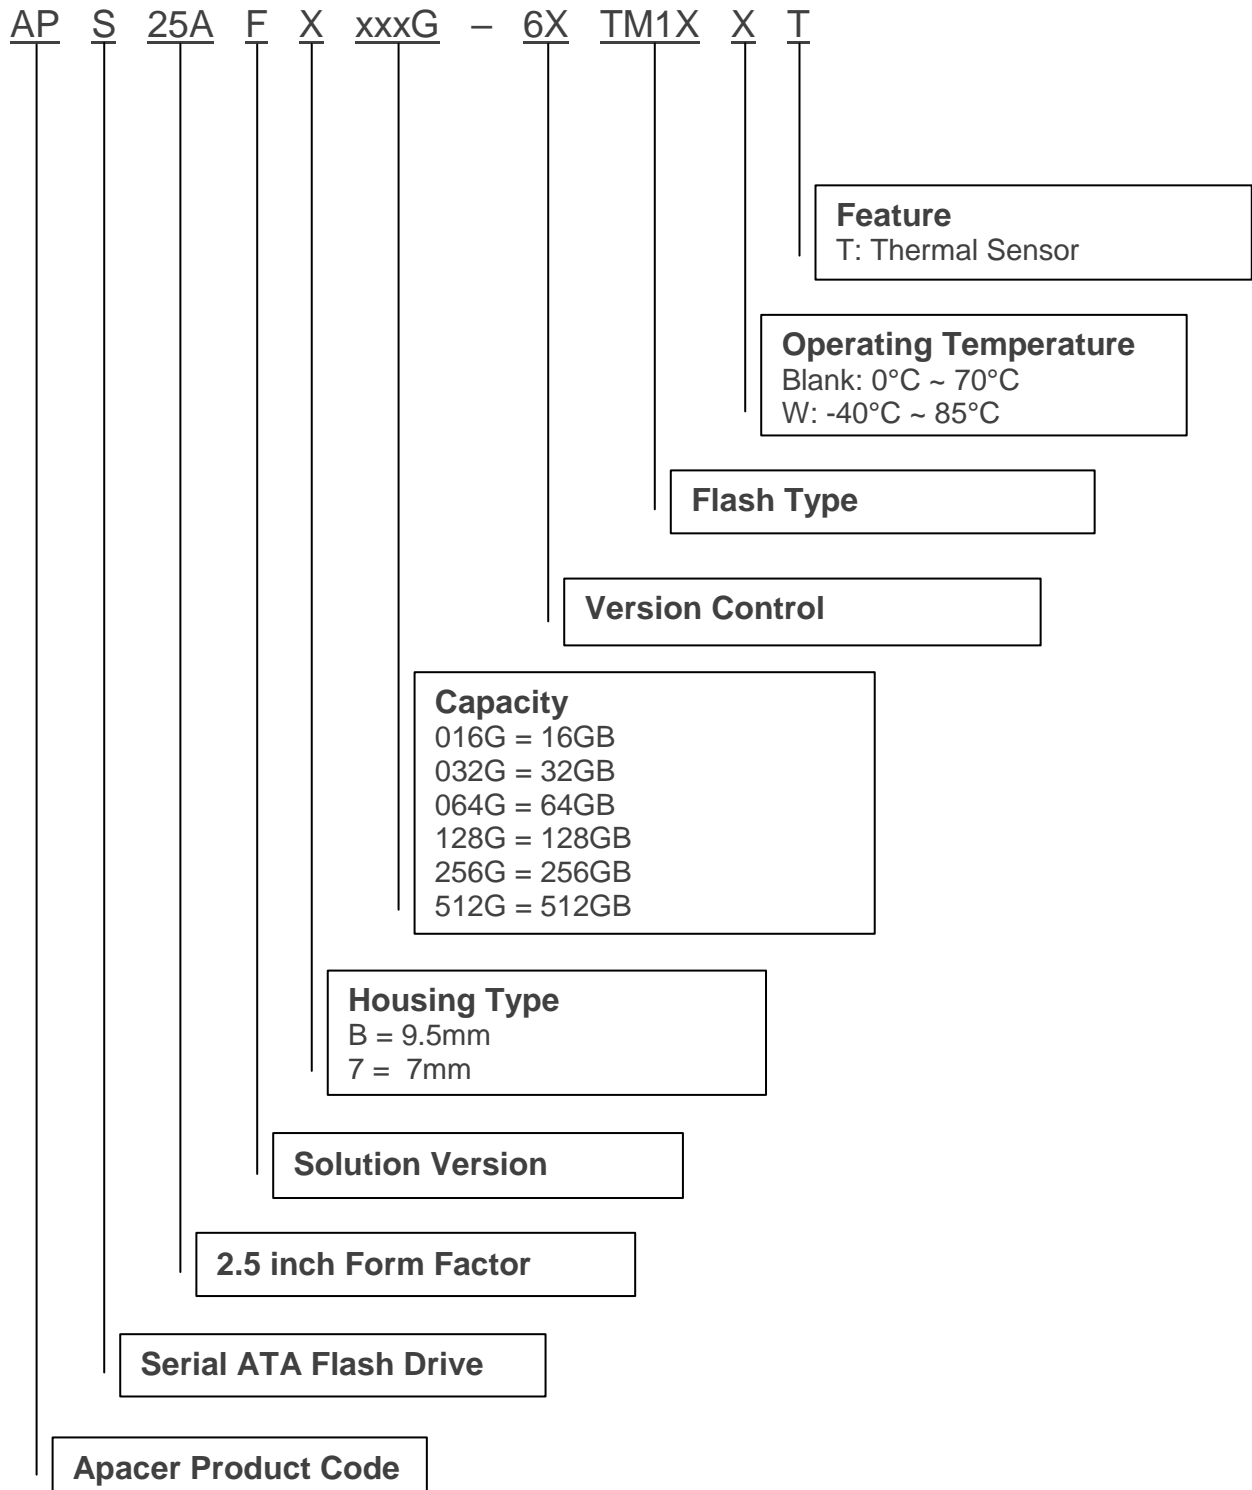 AP S 25A F X xxxG – 6X TM1X X T
Feature
T: Thermal Sensor
Operating Temperature
Blank: 0°C ~ 70°C
W: -40°C ~ 85°C
Flash Type
Version Control
Capacity
016G = 16GB
032G = 32GB
064G = 64GB
128G = 128GB
256G = 256GB
512G = 512GB
Housing Type
B = 9.5mm
7 = 7mm
Solution Version
2.5 inch Form Factor
Serial ATA Flash Drive
Apacer Product Code